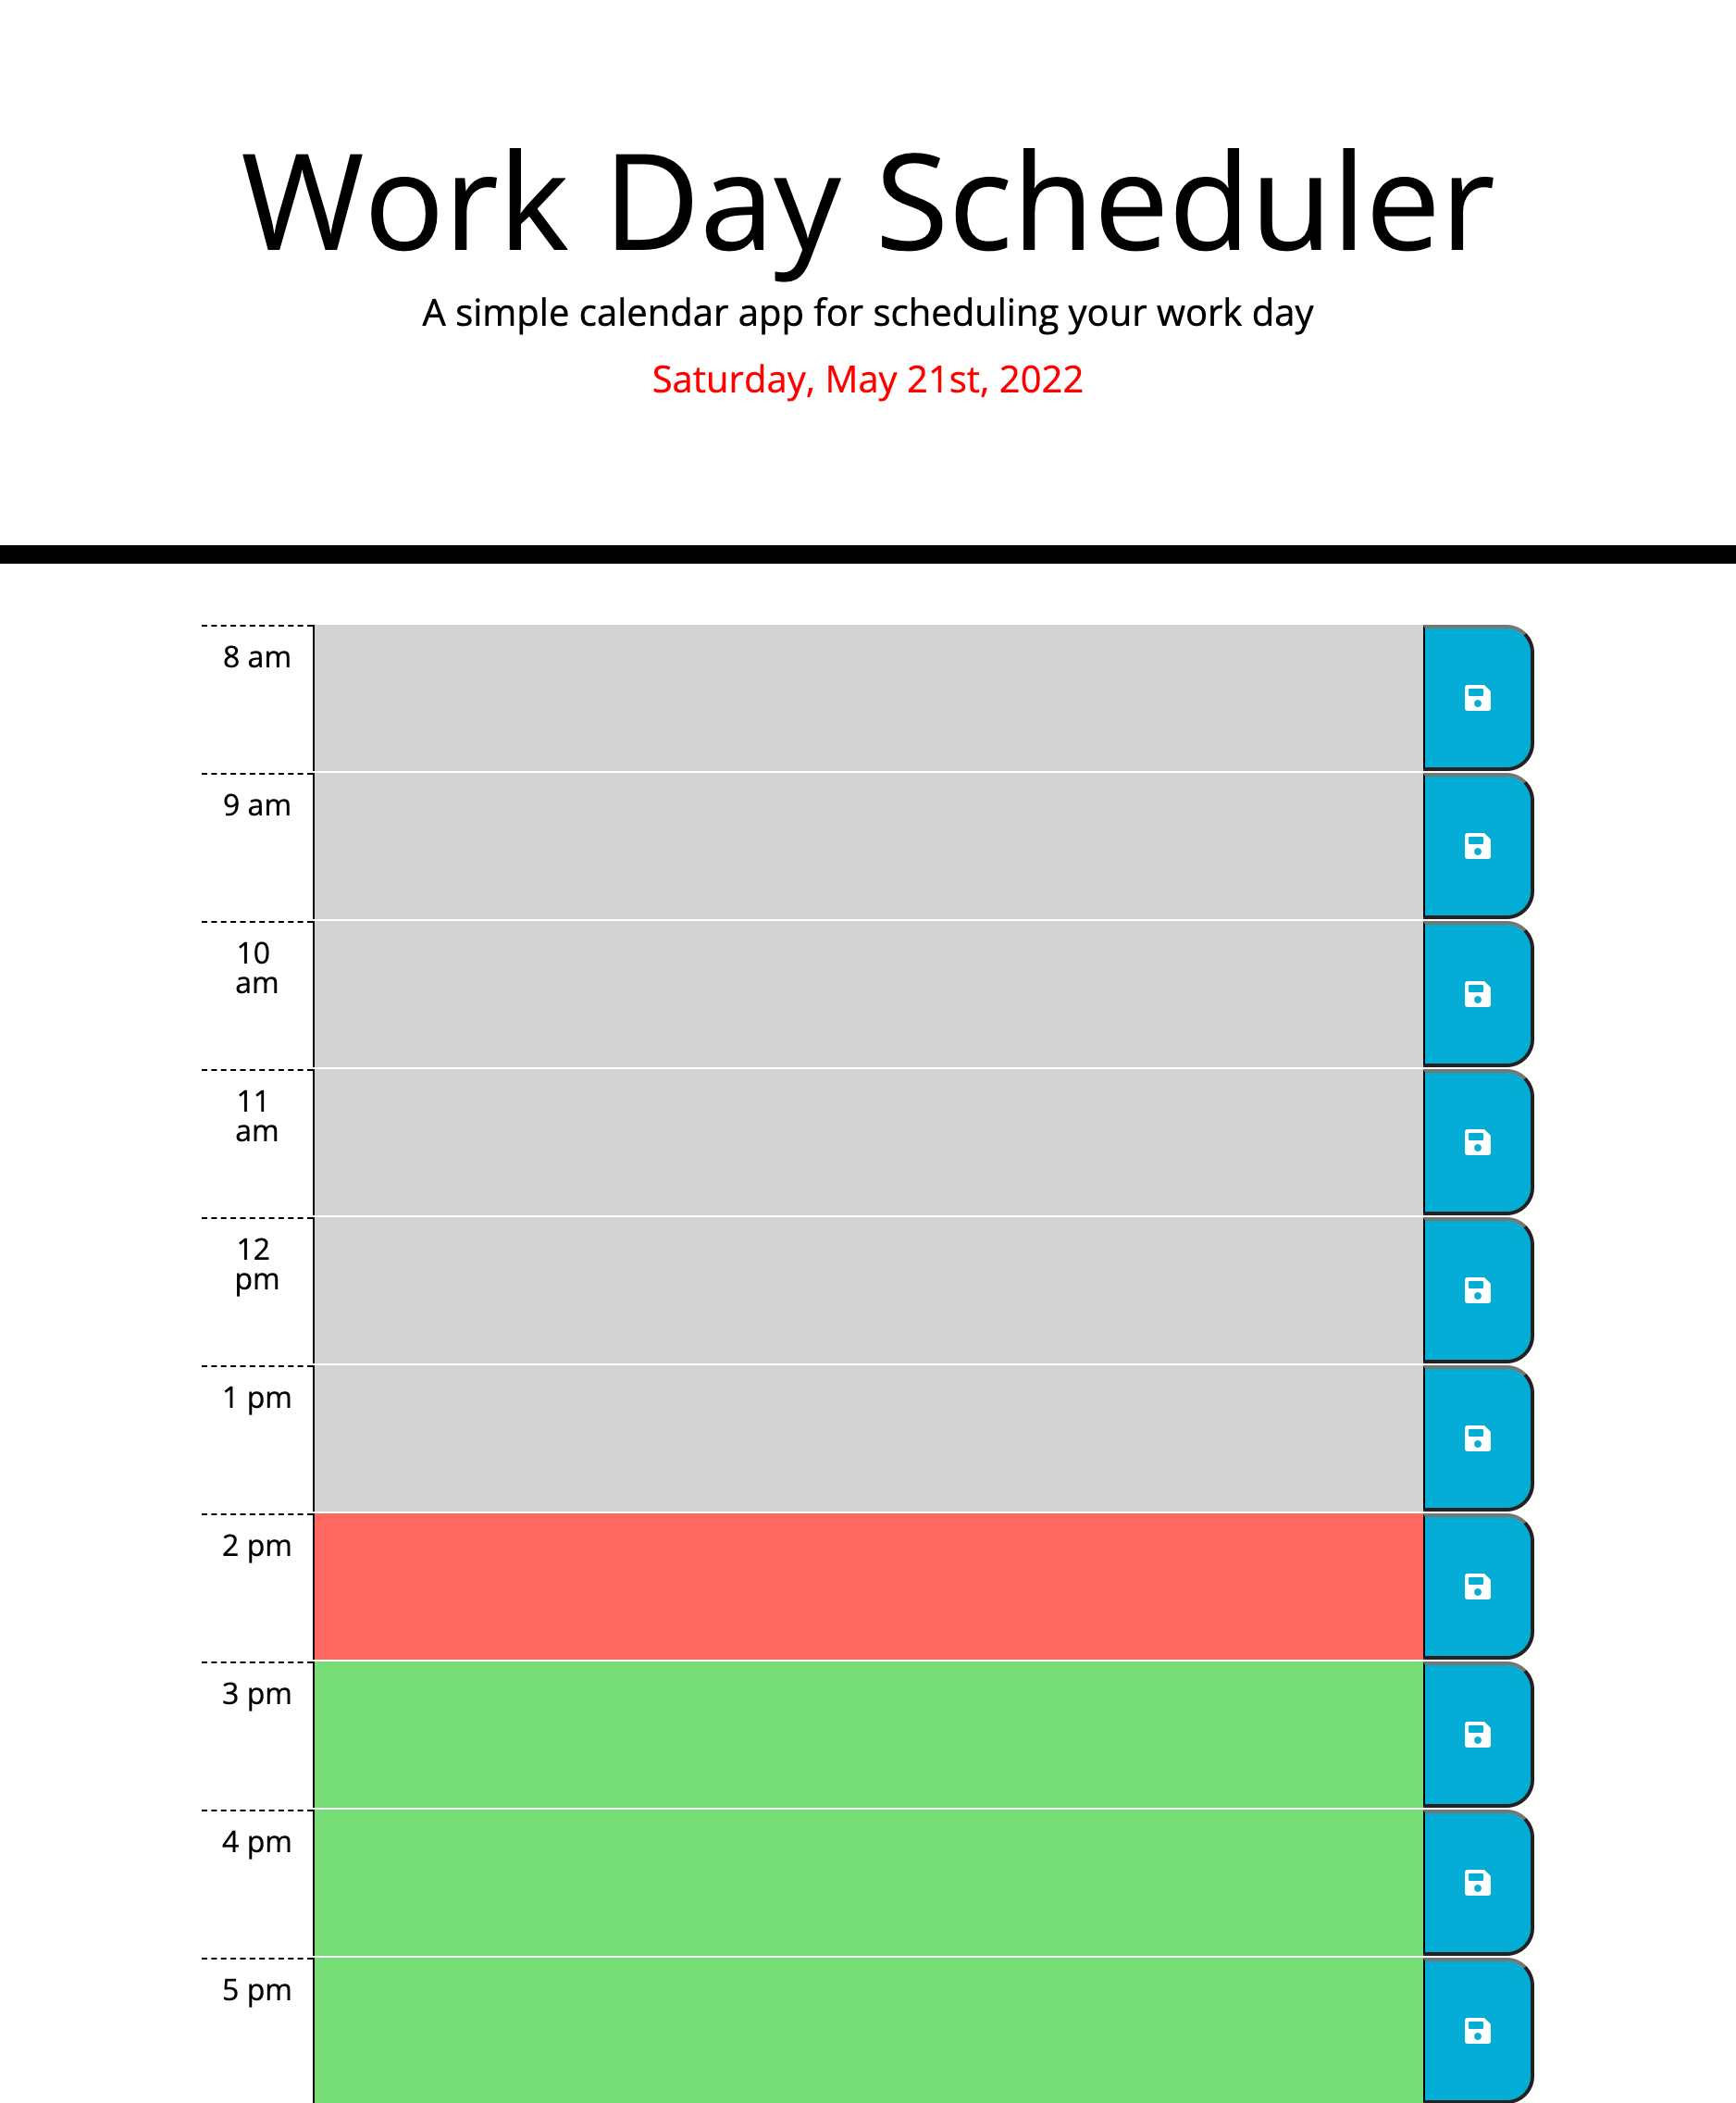 Work Day Scheduler
A simple calendar app for scheduling your work day
Saturday, May 21st, 2022
8 am
9 am
10
am
11
am
12
pm
1 pm
2 pm
3 pm
4 pm
5 pm